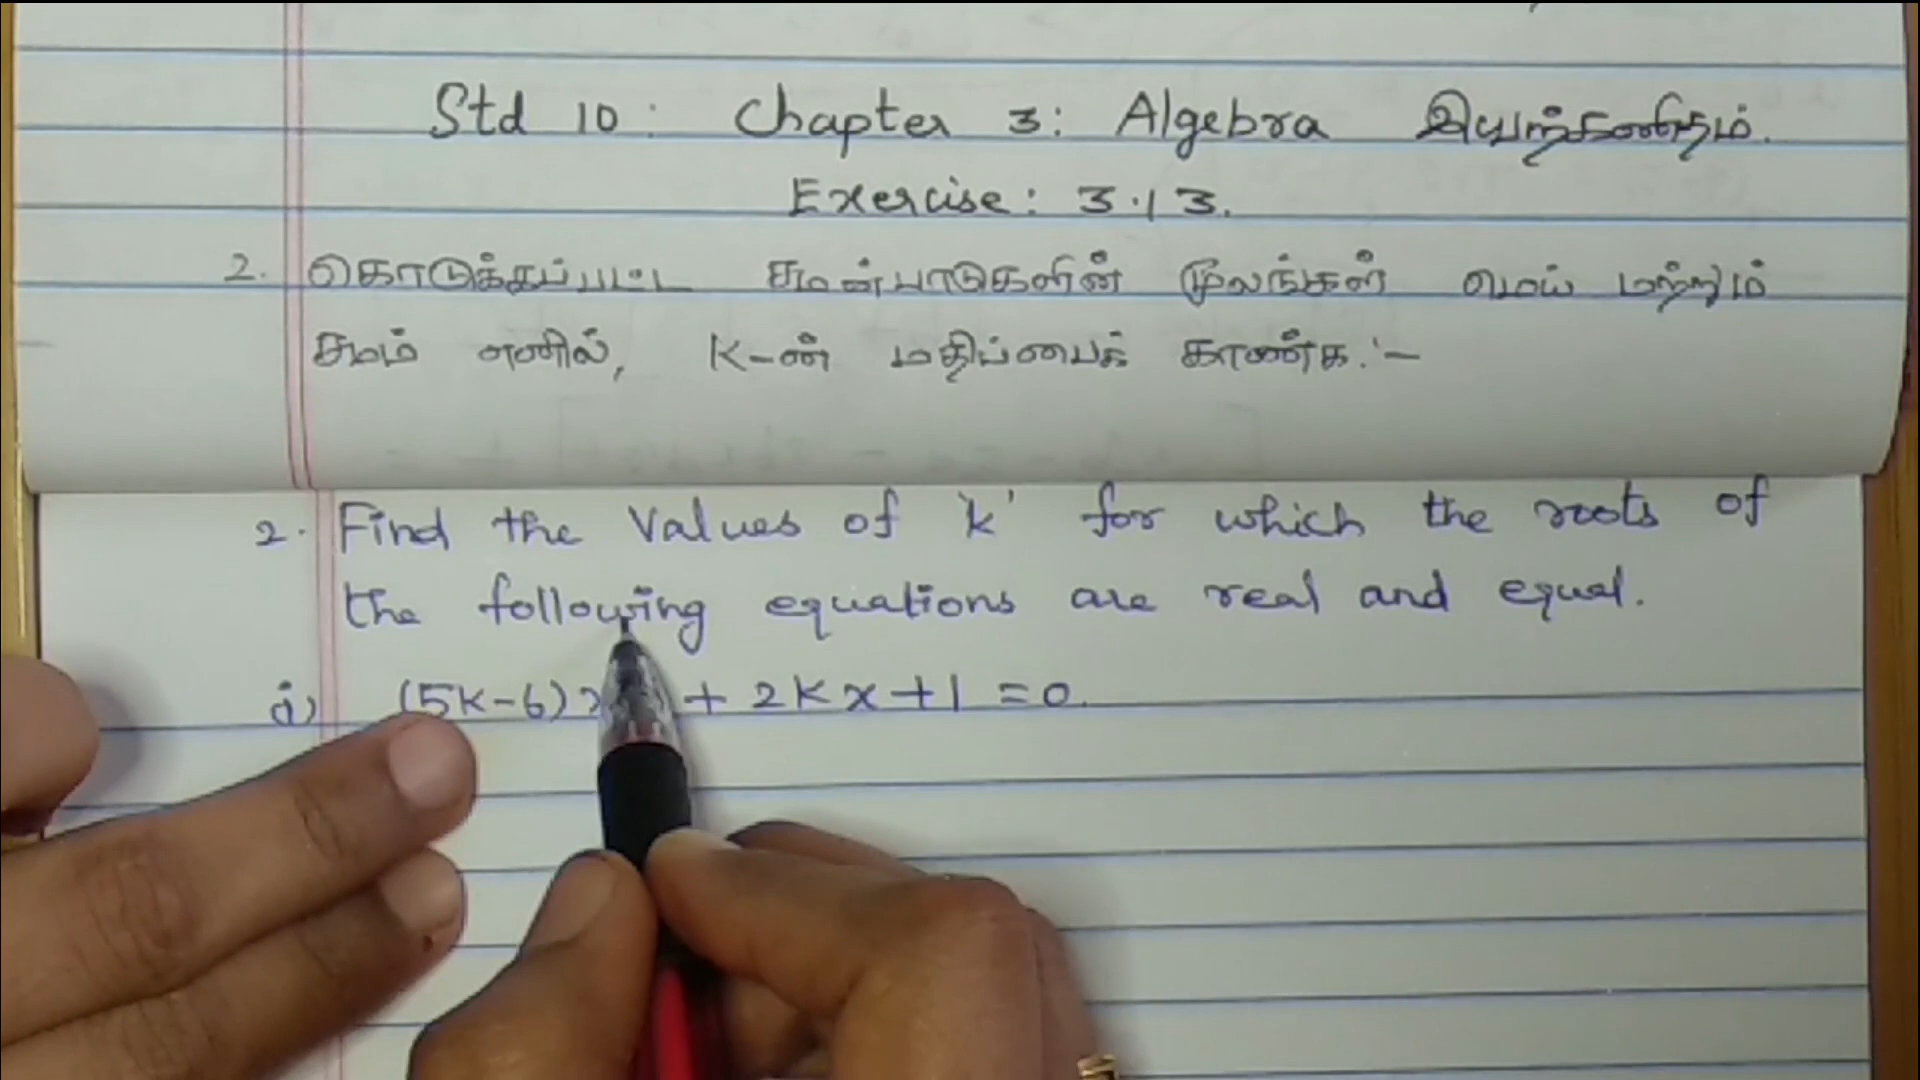 Std 10: Chapter 3: Algebra இயற்கணிதம்.
Exercise: 3.13.
2. கொடுக்கப்பட்ட சமன்பாடுகளின் மூலங்கள் மெய் மற்றும்
சமம் எனில், K-ன் மதிப்பைக் காண்க:-
2. Find the Values of 'k' for which the roots of
the following equations are real and equal.
i) (5k-6)x + 2kx+1 =0.